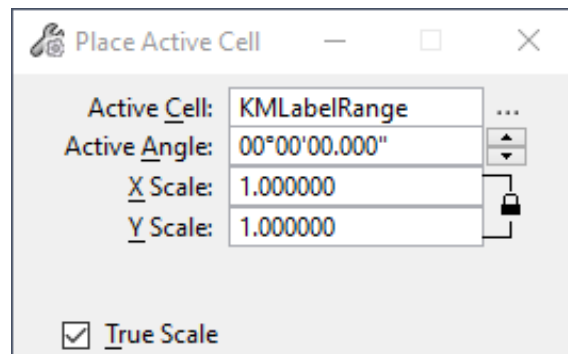 Place Active Cell
Active Cell: KMLabelRange ...
Active Angle: 00°00'00.000"
X Scale: 1.000000
Y Scale: 1.000000
True Scale